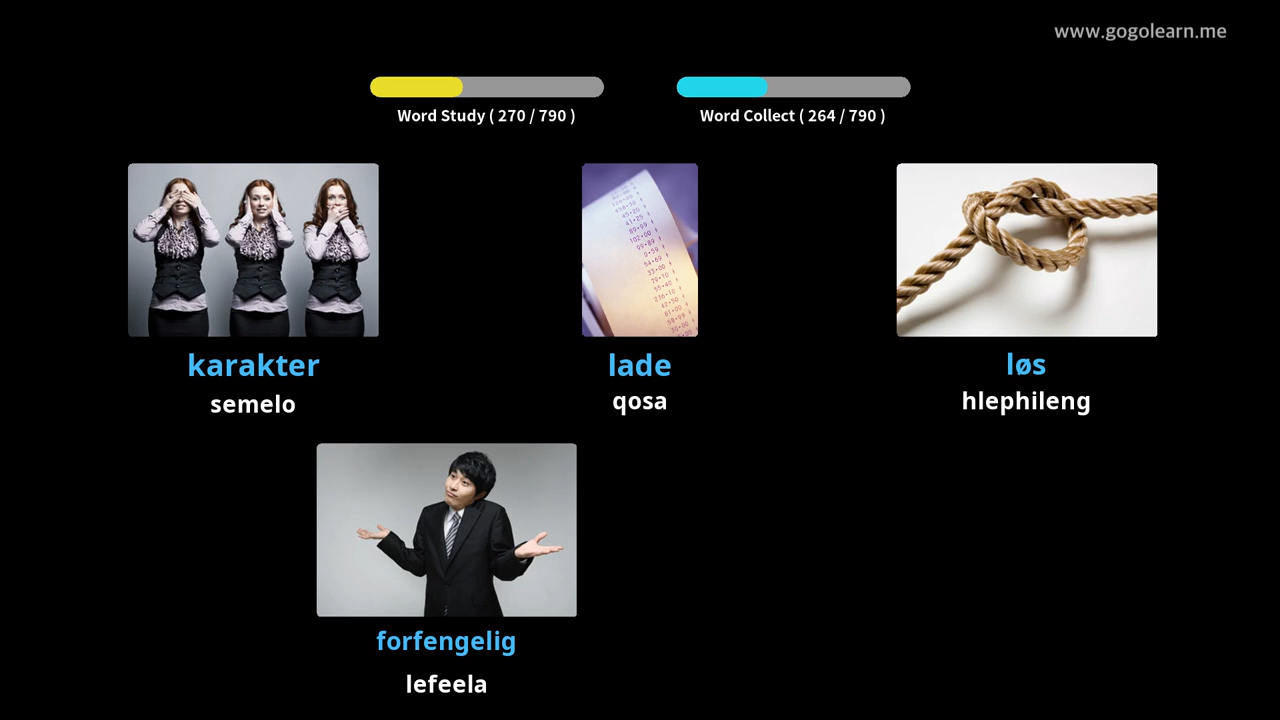 www.gogolearn.me
Word Study ( 270 / 790 )
Word Collect ( 264 / 790 )
karakter
semelo
lade
qosa
løs
hlephileng
forfengelig
lefeela